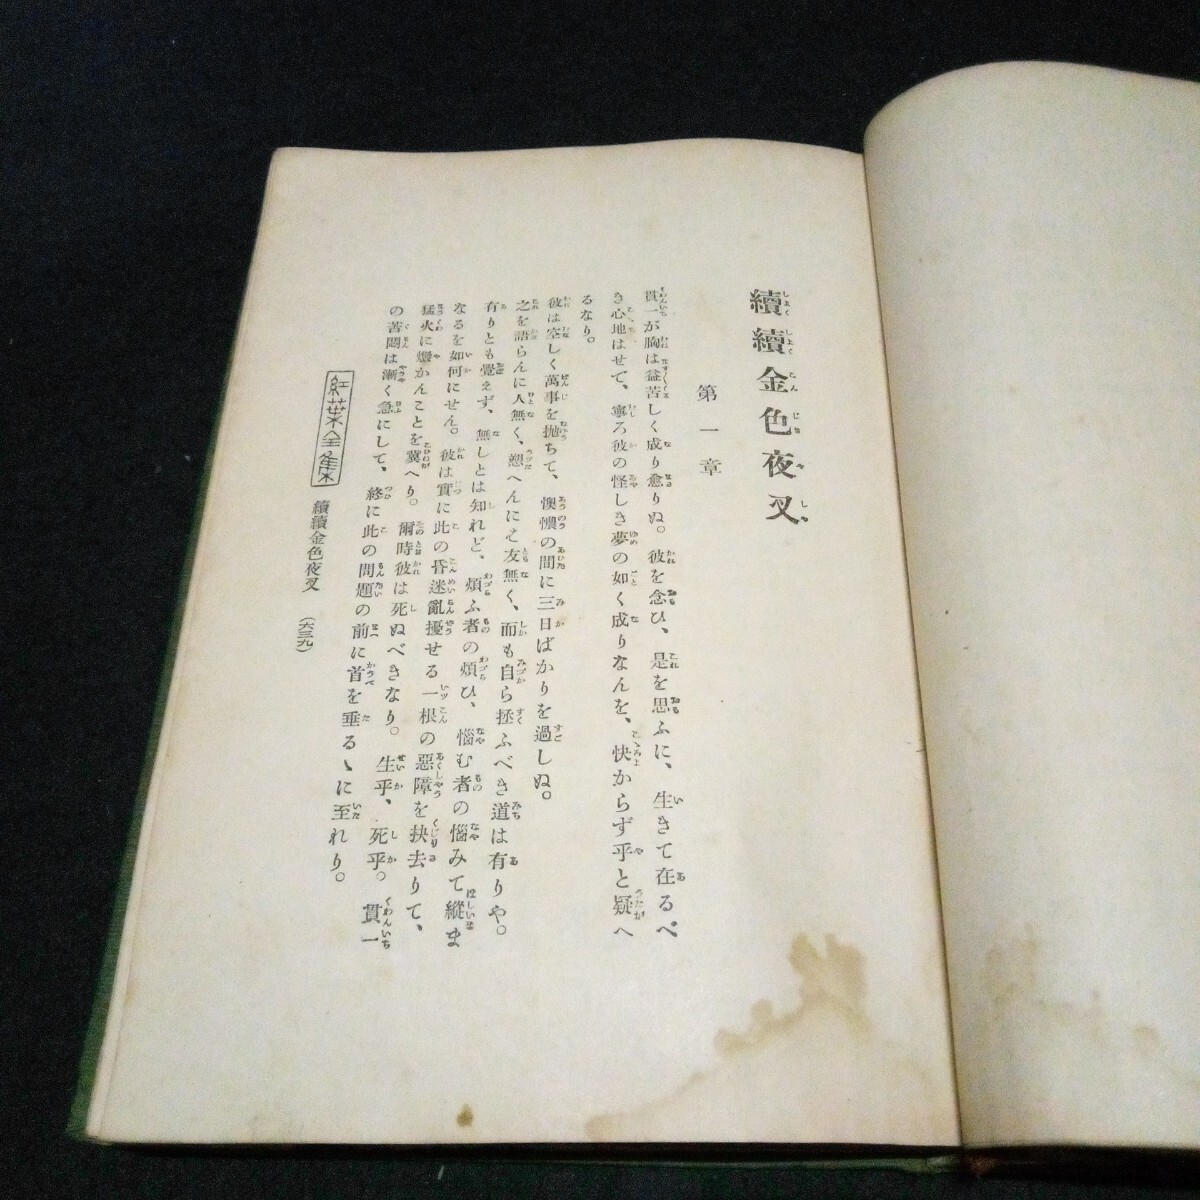 續續金色夜叉
第一章
貫一が胸は益苦しく成り愈りぬ。彼を念ひ、是を思ふに、生きて在るべ
き心地はせで、寧ろ彼の怪しき夢の如く成りなんを、快からず乎と疑へ
るなり。
彼は空しく萬事を抛ちて、懊懷の間に三日ばかりを過しぬ。
之を語らんに人無く、愬へんにも友無く、而も自ら拯ふべき道は有りや。
有りとも覺えず、無しとは知れど、煩ふ者の煩ひ、惱む者の惱みて縱ま
なるを如何にせん。彼は實に此の昏迷亂擾せる一根の惡障を抉去りて、
猛火に爍かんことを冀へり。爾時彼は死ぬべきなり。生乎、死乎。貫一
の苦悶は漸く急にして、終に此の問題の前に首を垂るゝに至れり。
紅葉全集 續續金色夜叉 (六三九)